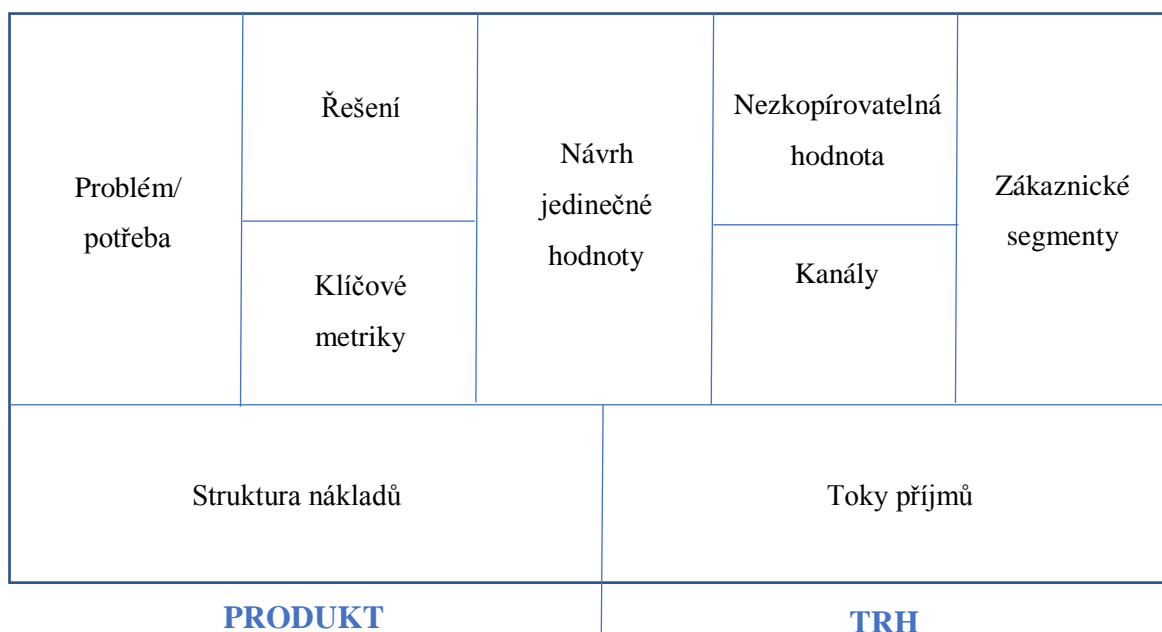 Problém/
potřeba
Řešení
Klíčové
metriky
Návrh
jedinečné
hodnoty
Nezkopírovatelná
hodnota
Kanály
Zákaznické
segmenty
Struktura nákladů
Toky příjmů
PRODUKT
TRH